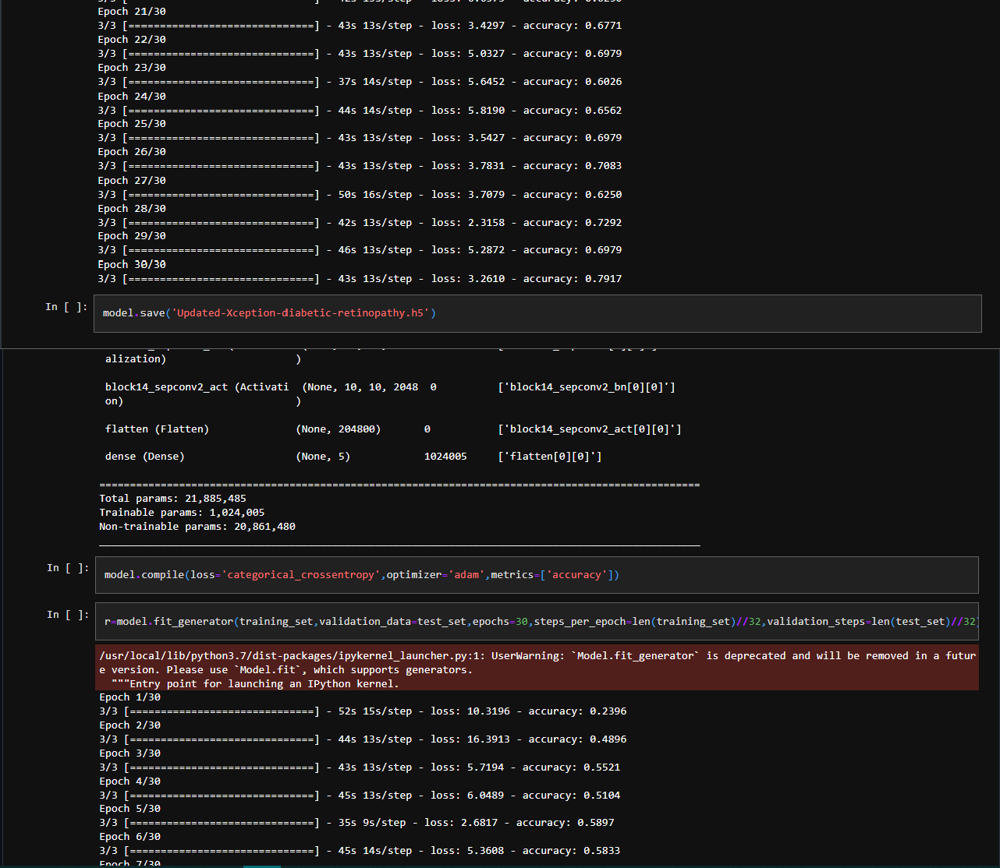 Epoch 21/30
3/3 [==============================] - 43s 13s/step - loss: 3.4297 - accuracy: 0.6771
Epoch 22/30
3/3 [==============================] - 43s 13s/step - loss: 5.0327 - accuracy: 0.6979
Epoch 23/30
3/3 [==============================] - 37s 14s/step - loss: 5.6452 - accuracy: 0.6026
Epoch 24/30
3/3 [==============================] - 44s 14s/step - loss: 5.8190 - accuracy: 0.6562
Epoch 25/30
3/3 [==============================] - 43s 13s/step - loss: 3.5427 - accuracy: 0.6979
Epoch 26/30
3/3 [==============================] - 43s 13s/step - loss: 3.7831 - accuracy: 0.7083
Epoch 27/30
3/3 [==============================] - 50s 16s/step - loss: 3.7079 - accuracy: 0.6250
Epoch 28/30
3/3 [==============================] - 42s 13s/step - loss: 2.3158 - accuracy: 0.7292
Epoch 29/30
3/3 [==============================] - 46s 13s/step - loss: 5.2872 - accuracy: 0.6979
Epoch 30/30
3/3 [==============================] - 43s 13s/step - loss: 3.2610 - accuracy: 0.7917
In [ ]: model.save('Updated-Xception-diabetic-retinopathy.h5')
alization) )
block14_sepconv2_act (Activati (None, 10, 10, 2048 0 ['block14_sepconv2_bn[0][0]']
on) )
flatten (Flatten) (None, 204800) 0 ['block14_sepconv2_act[0][0]']
dense (Dense) (None, 5) 1024005 ['flatten[0][0]']
==================================================================================================
Total params: 21,885,485
Trainable params: 1,024,005
Non-trainable params: 20,861,480
__________________________________________________________________________________________________
In [ ]: model.compile(loss='categorical_crossentropy',optimizer='adam',metrics=['accuracy'])
In [ ]: r=model.fit_generator(training_set,validation_data=test_set,epochs=30,steps_per_epoch=len(training_set)//32,validation_steps=len(test_set)//32)
/usr/local/lib/python3.7/dist-packages/ipykernel_launcher.py:1: UserWarning: `Model.fit_generator` is deprecated and will be removed in a futur
e version. Please use `Model.fit`, which supports generators.
"""Entry point for launching an IPython kernel.
Epoch 1/30
3/3 [==============================] - 52s 15s/step - loss: 10.3196 - accuracy: 0.2396
Epoch 2/30
3/3 [==============================] - 44s 13s/step - loss: 16.3913 - accuracy: 0.4896
Epoch 3/30
3/3 [==============================] - 43s 13s/step - loss: 5.7194 - accuracy: 0.5521
Epoch 4/30
3/3 [==============================] - 45s 13s/step - loss: 6.0489 - accuracy: 0.5104
Epoch 5/30
3/3 [==============================] - 35s 9s/step - loss: 2.6817 - accuracy: 0.5897
Epoch 6/30
3/3 [==============================] - 45s 14s/step - loss: 5.3608 - accuracy: 0.5833
Epoch 7/30